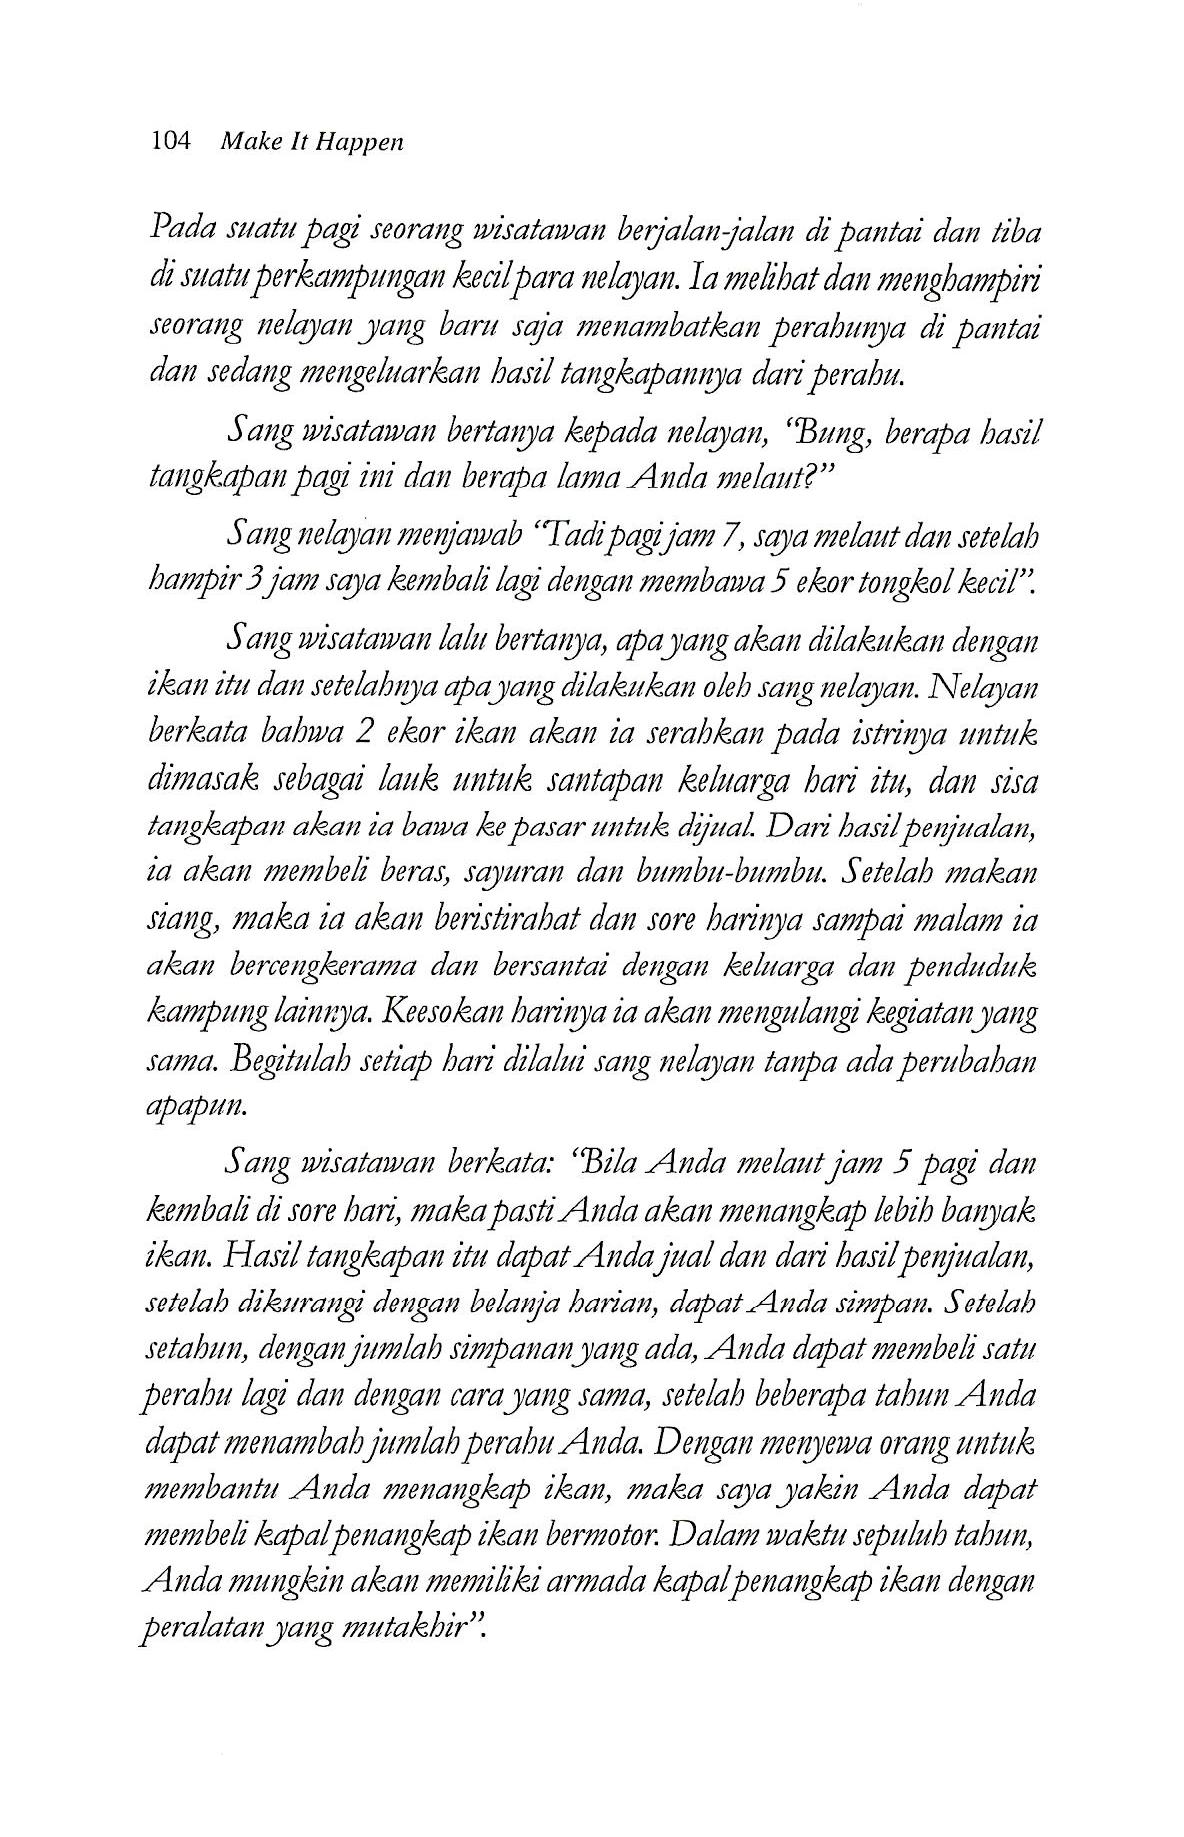 104 Make It Happen
Pada suatu pagi seorang wisatawan berjalan-jalan di pantai dan tiba
di suatu perkampungan kecil para nelayan. Ia melihat dan menghampiri
seorang nelayan yang baru saja menambatkan perahunya di pantai
dan sedang mengeluarkan hasil tangkapannya dari perahu.
Sang wisatawan bertanya kepada nelayan, “Bung, berapa hasil
tangkapan pagi ini dan berapa lama Anda melaut?”
Sang nelayan menjawab “Tadi pagi jam 7, saya melaut dan setelah
hampir 3 jam saya kembali lagi dengan membawa 5 ekor tongkol kecil”.
Sang wisatawan lalu bertanya, apa yang akan dilakukan dengan
ikan itu dan setelahnya apa yang dilakukan oleh sang nelayan. Nelayan
berkata bahwa 2 ekor ikan akan ia serahkan pada istrinya untuk
dimasak sebagai lauk untuk santapan keluarga hari itu, dan sisa
tangkapan akan ia bawa ke pasar untuk dijual. Dari hasil penjualan,
ia akan membeli beras, sayuran dan bumbu-bumbu. Setelah makan
siang, maka ia akan beristirahat dan sore harinya sampai malam ia
akan bercengkerama dan bersantai dengan keluarga dan penduduk
kampung lainnya. Keesokan harinya ia akan mengulangi kegiatan yang
sama. Begitulah setiap hari dilalui sang nelayan tanpa ada perubahan
apapun.
Sang wisatawan berkata: “Bila Anda melaut jam 5 pagi dan
kembali di sore hari, maka pasti Anda akan menangkap lebih banyak
ikan. Hasil tangkapan itu dapat Anda jual dan dari hasil penjualan,
setelah dikurangi dengan belanja harian, dapat Anda simpan. Setelah
setahun, dengan jumlah simpanan yang ada, Anda dapat membeli satu
perahu lagi dan dengan cara yang sama, setelah beberapa tahun Anda
dapat menambah jumlah perahu Anda. Dengan menyewa orang untuk
membantu Anda menangkap ikan, maka saya yakin Anda dapat
membeli kapal penangkap ikan bermotor. Dalam waktu sepuluh tahun,
Anda mungkin akan memiliki armada kapal penangkap ikan dengan
peralatan yang mutakhir”.